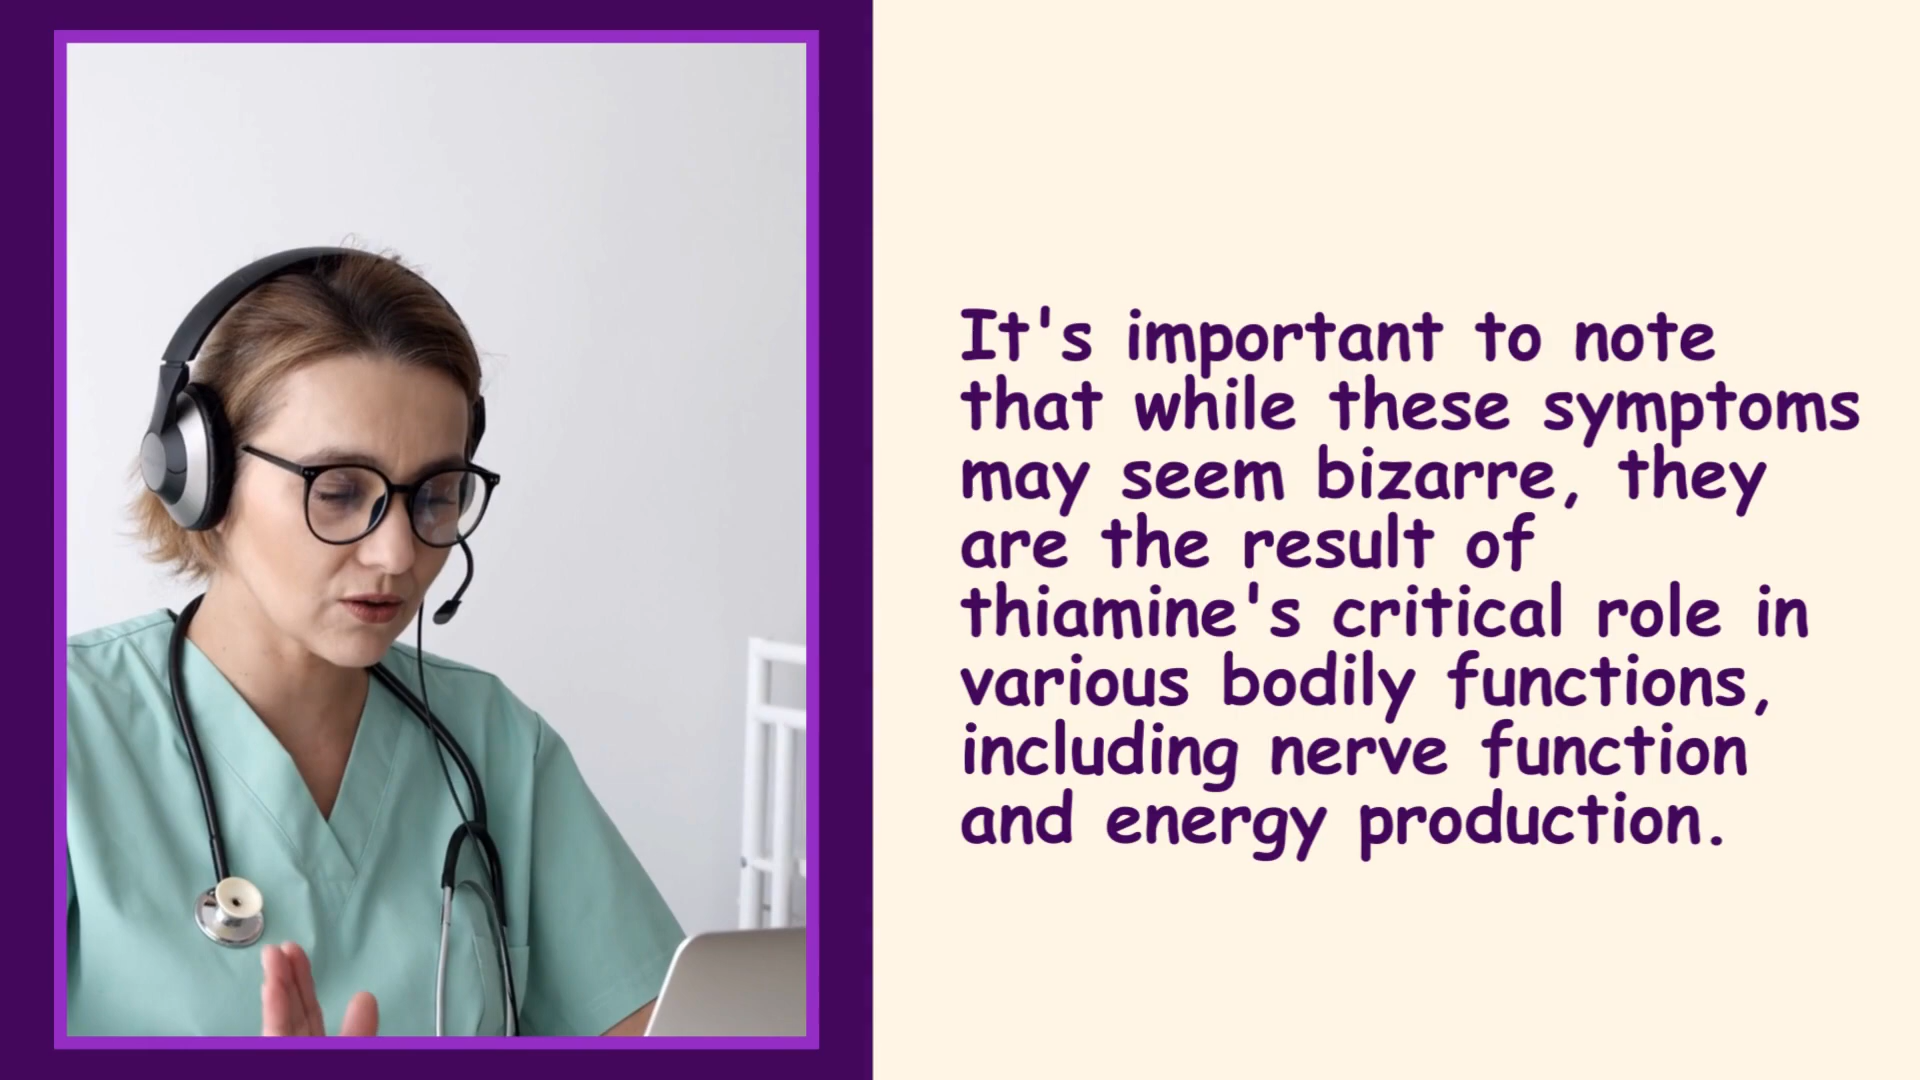 It's important to note
that while these symptoms
may seem bizarre, they
are the result of
thiamine's critical role in
various bodily functions,
including nerve function
and energy production.